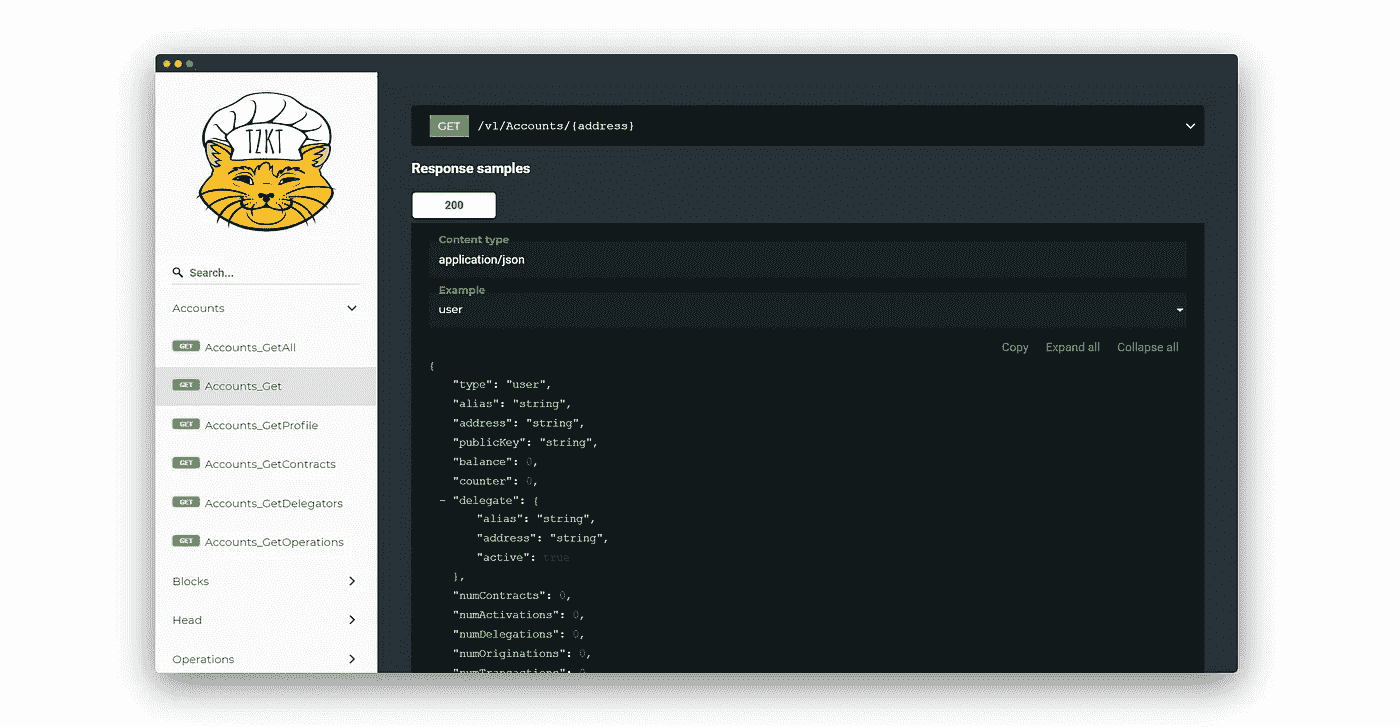 TZKT
Search...
Accounts
GET Accounts_GetAll
GET Accounts_Get
GET Accounts_GetProfile
GET Accounts_GetContracts
GET Accounts_GetDelegators
GET Accounts_GetOperations
Blocks
Head
Operations
GET /v1/Accounts/{address}
Response samples
200
Content type
application/json
Example
user
Copy Expand all Collapse all
{
"type": "user",
"alias": "string",
"address": "string",
"publicKey": "string",
"balance": 0,
"counter": 0,
– "delegate": {
"alias": "string",
"address": "string",
"active": true
},
"numContracts": 0,
"numActivations": 0,
"numDelegations": 0,
"numOriginations": 0,
"numTransactions": 0,